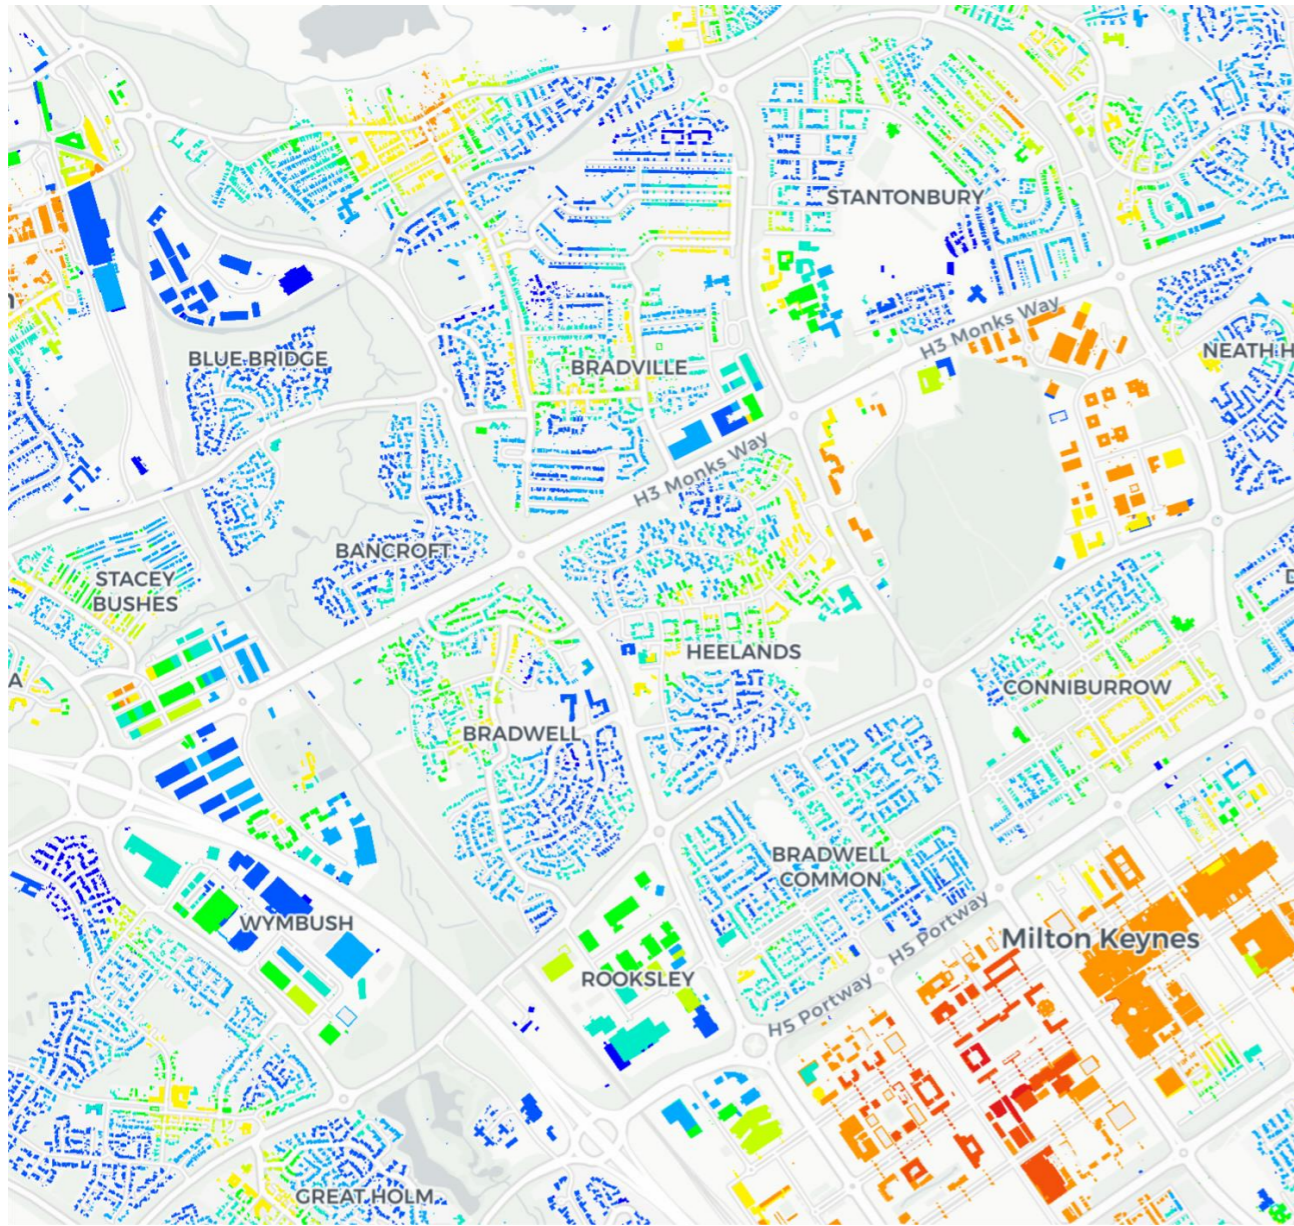 STANTONBURY
H3 Monks Way
BLUE BRIDGE
NEATH H
BRADVILLE
H3 Monks Way
BANCROFT
STACEY
BUSHES
HEELANDS
CONNIBURROW
BRADWELL
BRADWELL
COMMON
WYMBUSH
H5 Portway
Milton Keynes
ROOKSLEY
H5 Portway
GREAT HOLM